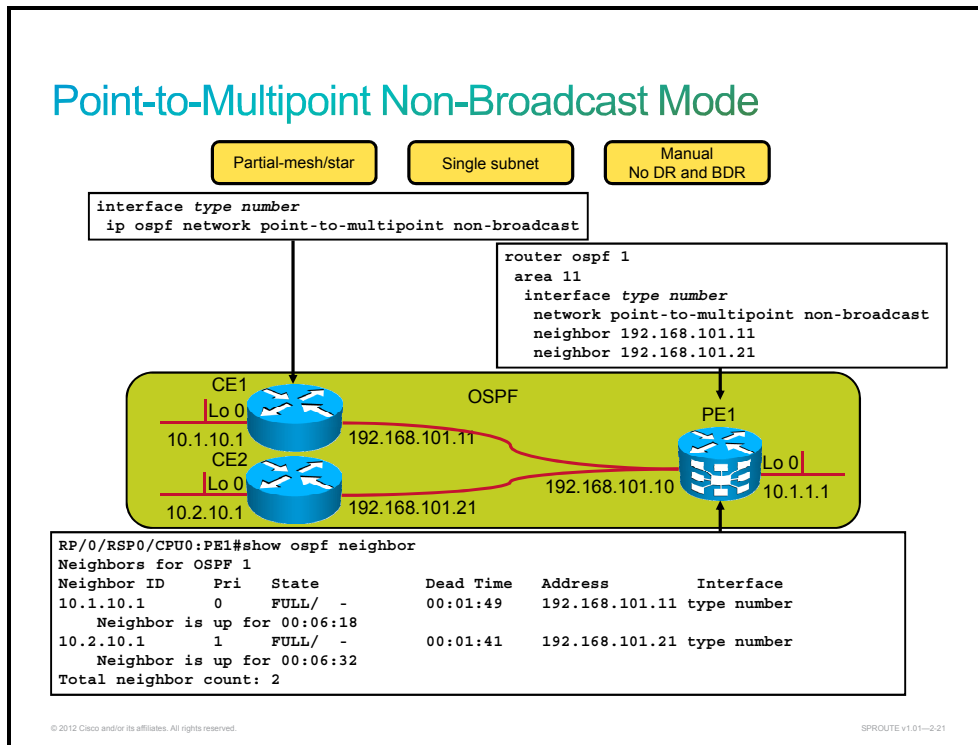 Point-to-Multipoint Non-Broadcast Mode
Partial-mesh/star
Single subnet
Manual
No DR and BDR
interface type number
ip ospf network point-to-multipoint non-broadcast
router ospf 1
area 11
interface type number
network point-to-multipoint non-broadcast
neighbor 192.168.101.11
neighbor 192.168.101.21
OSPF
CE1
Lo 0
10.1.10.1
192.168.101.11
CE2
Lo 0
10.2.10.1
192.168.101.21
PE1
192.168.101.10
Lo 0
10.1.1.1
RP/0/RSP0/CPU0:PE1#show ospf neighbor
Neighbors for OSPF 1
Neighbor ID Pri State Dead Time Address Interface
10.1.10.1 0 FULL/ - 00:01:49 192.168.101.11 type number
Neighbor is up for 00:06:18
10.2.10.1 1 FULL/ - 00:01:41 192.168.101.21 type number
Neighbor is up for 00:06:32
Total neighbor count: 2
© 2012 Cisco and/or its affiliates. All rights reserved.
SPROUTE v1.01—2-21